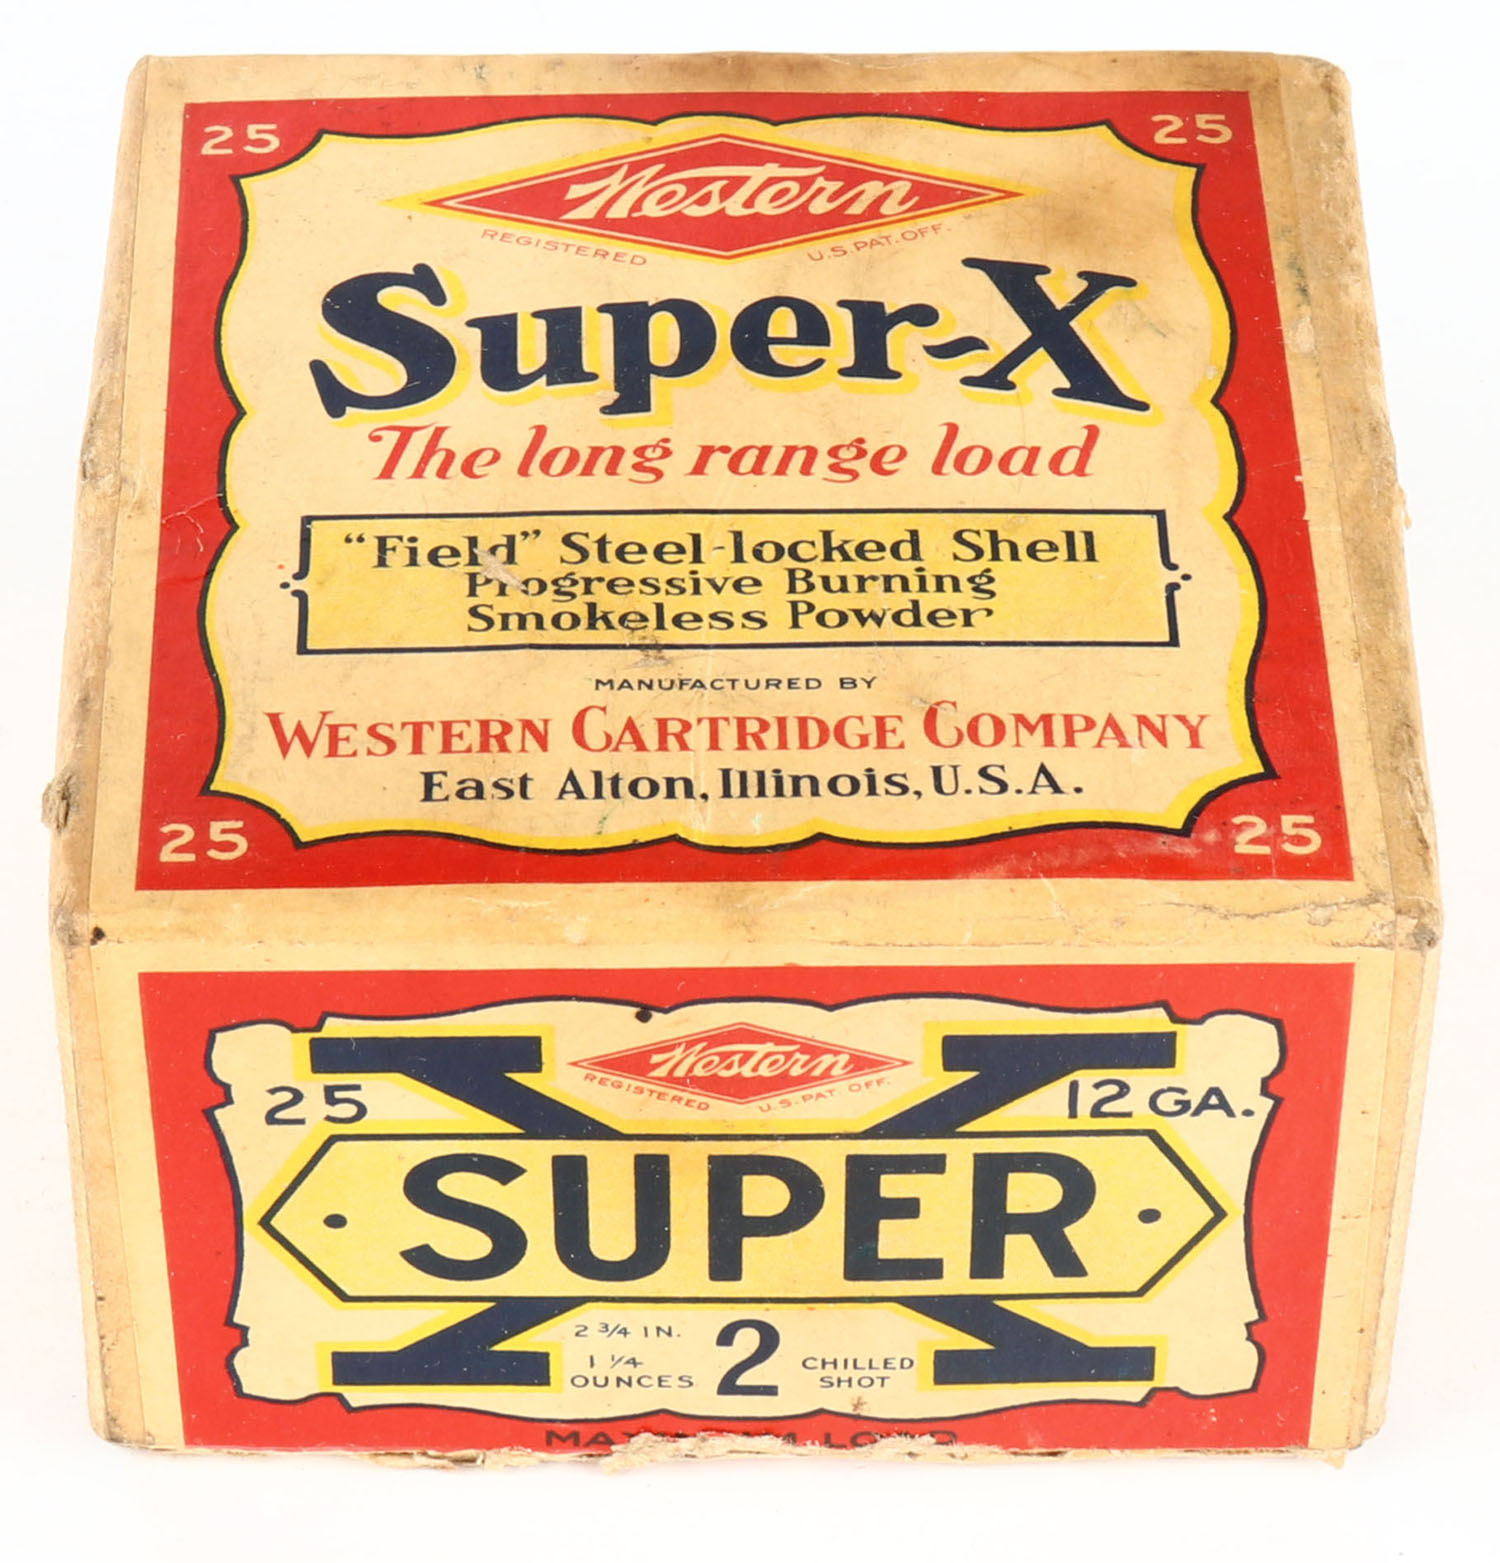 25 25
Western
REGISTERED U.S. PAT. OFF.
Super-X
The long range load
“Field” Steel-locked Shell
Progressive Burning
Smokeless Powder
MANUFACTURED BY
WESTERN CARTRIDGE COMPANY
East Alton, Illinois, U.S.A.
25 25
Western
REGISTERED U.S. PAT. OFF.
25 X 12 GA.
· SUPER ·
2 3/4 IN.
1 1/4
OUNCES
2
CHILLED
SHOT
LOAD